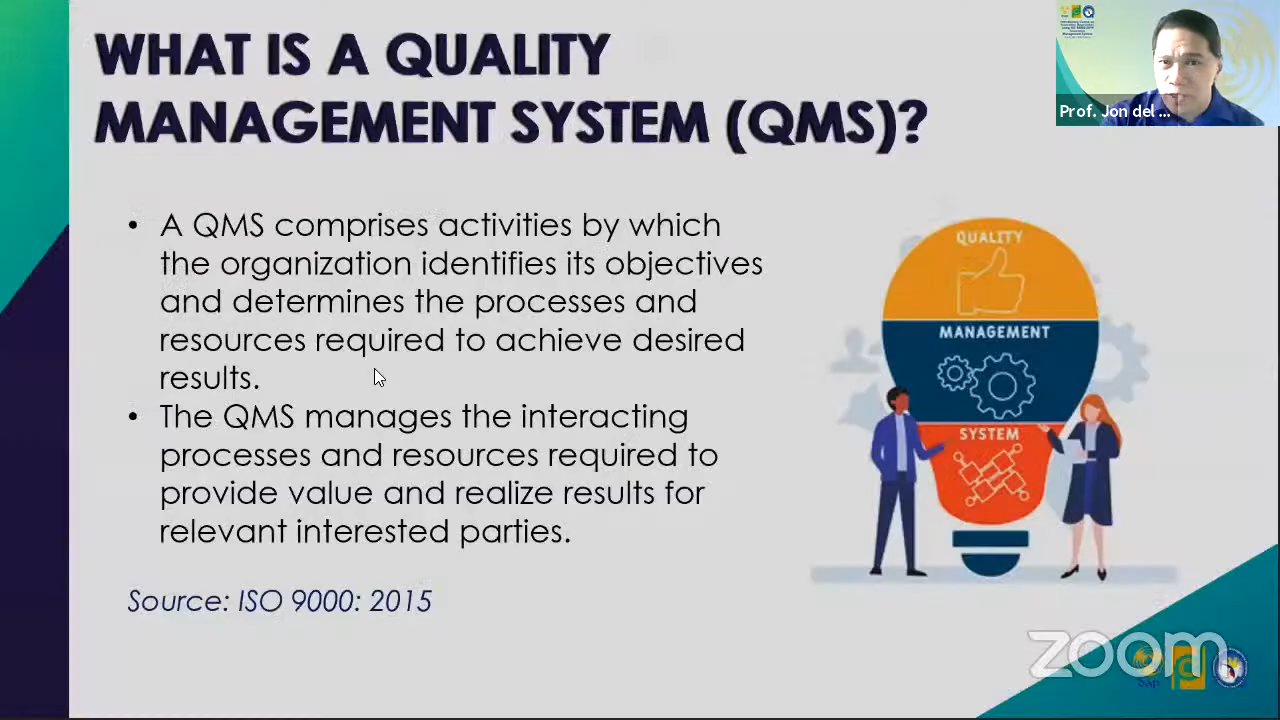 WHAT IS A QUALITY
MANAGEMENT SYSTEM (QMS)?
Prof. Jon del ...
• A QMS comprises activities by which
the organization identifies its objectives
and determines the processes and
resources required to achieve desired
results.
• The QMS manages the interacting
processes and resources required to
provide value and realize results for
relevant interested parties.
Source: ISO 9000: 2015
QUALITY
MANAGEMENT
SYSTEM
zoom